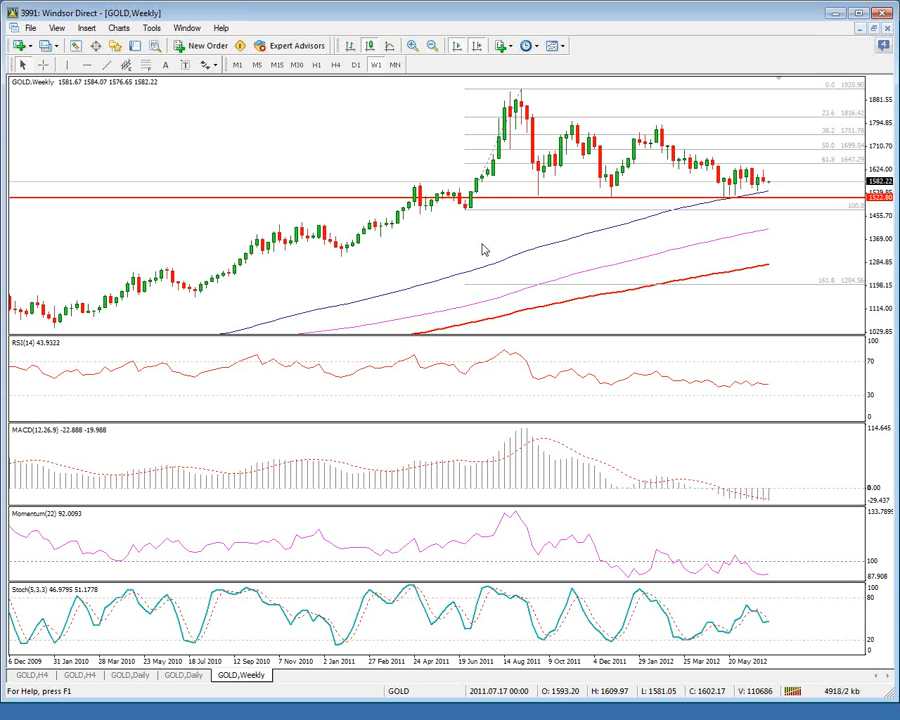 3991: Windsor Direct - [GOLD,Weekly]
File View Insert Charts Tools Window Help
New Order Expert Advisors 4
A T M1 M5 M15 M30 H1 H4 D1 W1 MN
GOLD,Weekly 1581.67 1584.07 1576.65 1582.22
0.0 1920.90
1881.55
23.6 1816.42
1794.85
38.2 1751.78
50.0 1699.54
1710.70
61.8 1647.29
1624.00
1582.22
1522.80
100.0
1455.70
1369.00
1284.85
161.8 1204.56
1198.15
1114.00
1029.85
RSI(14) 43.9322
100
70
30
0
MACD(12,26,9) -22.888 -19.988
114.645
0.00
-29.437
Momentum(22) 92.0093
133.7899
100
87.908
Stoch(5,3,3) 46.9795 51.1778
100
80
20
0
6 Dec 2009 31 Jan 2010 28 Mar 2010 23 May 2010 18 Jul 2010 12 Sep 2010 7 Nov 2010 2 Jan 2011 27 Feb 2011 24 Apr 2011 19 Jun 2011 14 Aug 2011 9 Oct 2011 4 Dec 2011 29 Jan 2012 25 Mar 2012 20 May 2012
GOLD,H4 GOLD,H4 GOLD,Daily GOLD,Daily GOLD,Weekly
For Help, press F1 GOLD 2011.07.17 00:00 O: 1593.20 H: 1609.97 L: 1581.05 C: 1602.17 V: 110686 4918/2 kb